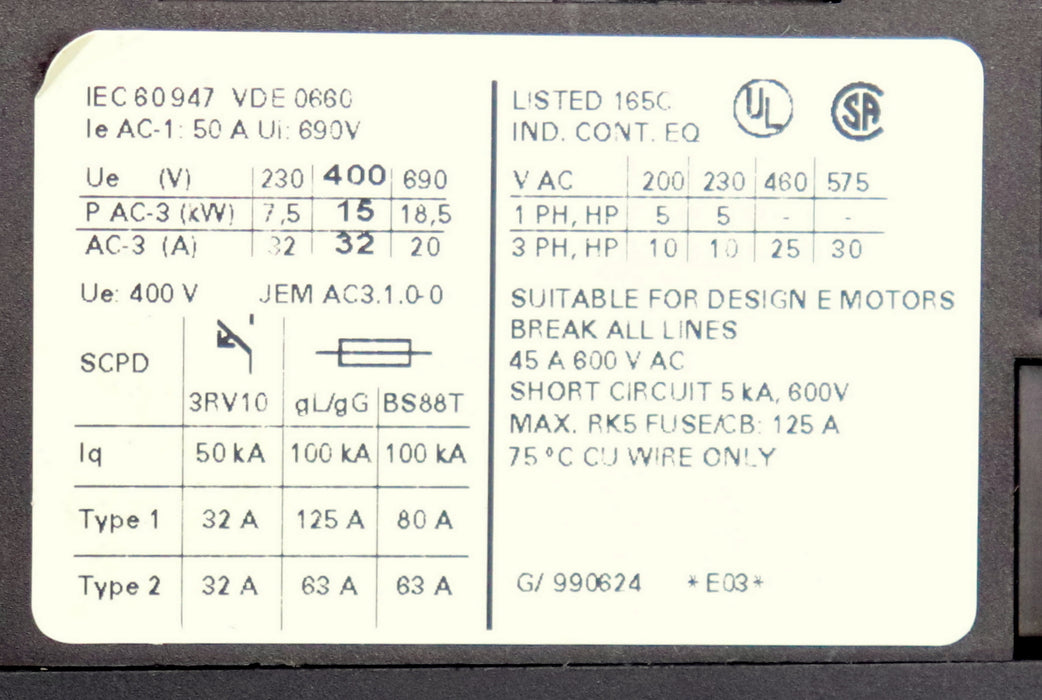 IEC 60947 VDE 0660
Ie AC-1: 50 A Ui: 690V
Ue (V) 230 400 690
P AC-3 (kW) 7,5 15 18,5
AC-3 (A) 32 32 20
Ue: 400 V JEM AC3.1.0-0
SCPD
3RV10 gL/gG BS88T
Iq 50 kA 100 kA 100 kA
Type 1 32 A 125 A 80 A
Type 2 32 A 63 A 63 A
LISTED 165C UL SA
IND. CONT. EQ
V AC 200 230 460 575
1 PH, HP 5 5 - -
3 PH, HP 10 10 25 30
SUITABLE FOR DESIGN E MOTORS
BREAK ALL LINES
45 A 600 V AC
SHORT CIRCUIT 5 kA, 600V
MAX. RK5 FUSE/CB: 125 A
75 °C CU WIRE ONLY
G/ 990624 *E03*